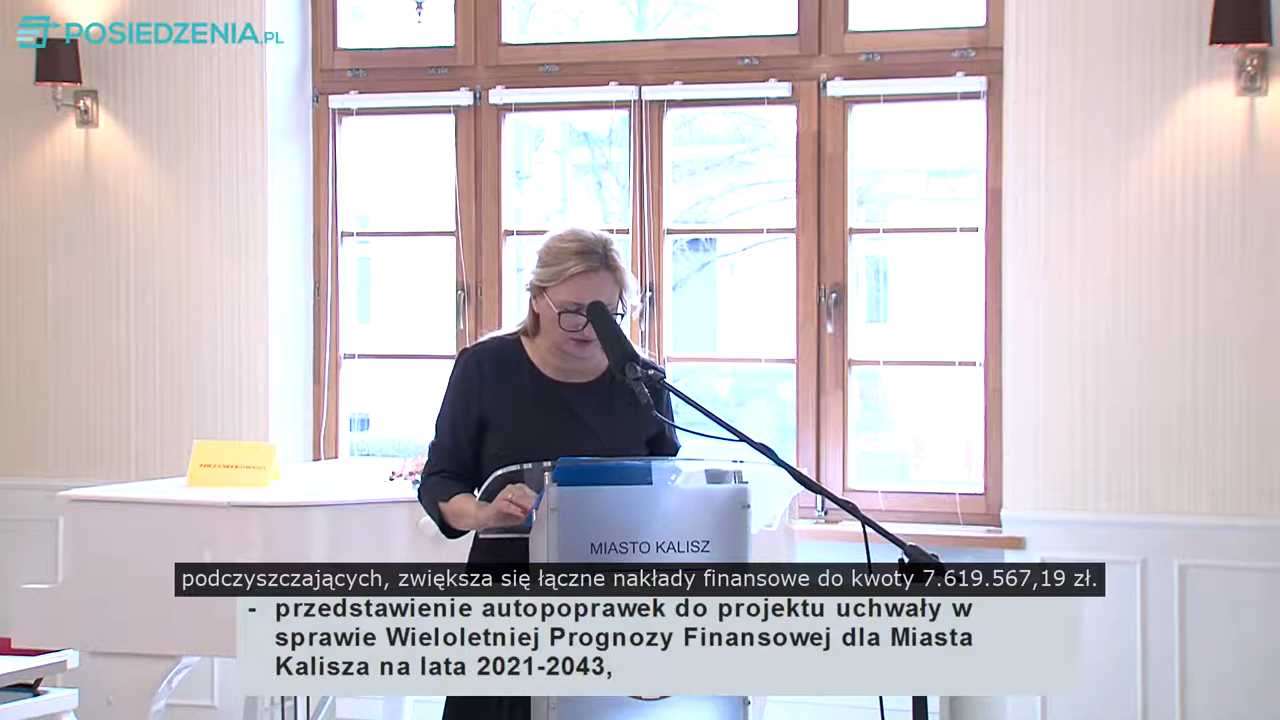 POSIEDZENIA.PL
ZDEZYNFEKOWANO
MIASTO KALISZ
podczyszczających, zwiększa się łączne nakłady finansowe do kwoty 7.619.567,19 zł.
- przedstawienie autopoprawek do projektu uchwały w
sprawie Wieloletniej Prognozy Finansowej dla Miasta
Kalisza na lata 2021-2043,